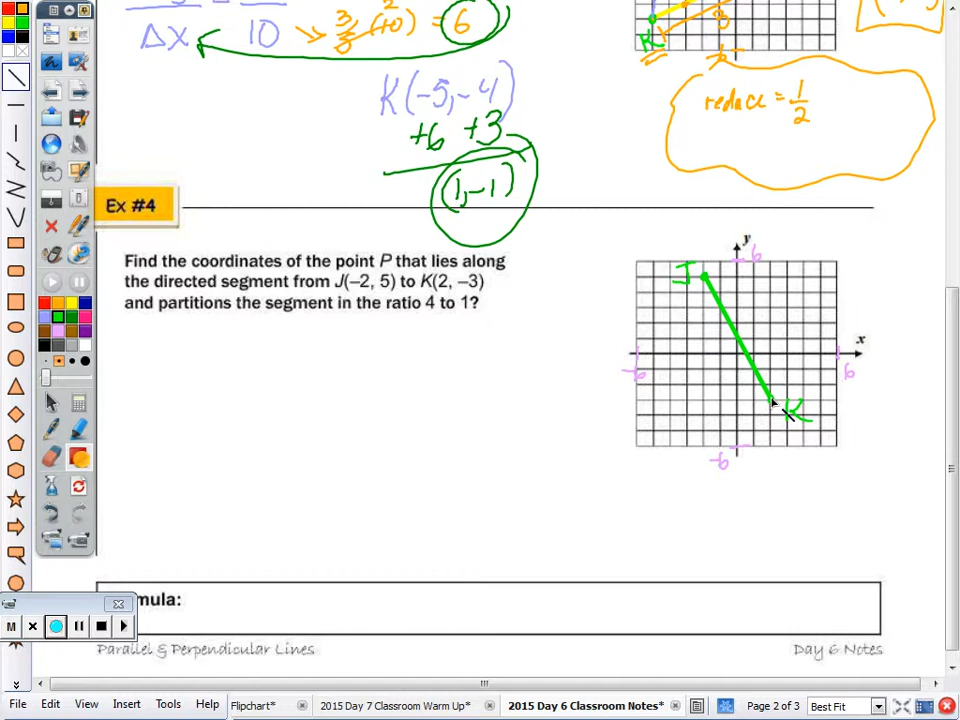 ΔX
10
3/5 (10) 2
= 6
K(-5,-4)
+6 +3
(1,-1)
K
reduce = 1/2
Ex #4
Find the coordinates of the point P that lies along
the directed segment from J(−2, 5) to K(2, −3)
and partitions the segment in the ratio 4 to 1?
y
6
J
x
-6
6
K
-6
mula:
Parallel & Perpendicular Lines
Day 6 Notes
M
File Edit View Insert Tools Help Flipchart* 2015 Day 7 Classroom Warm Up* 2015 Day 6 Classroom Notes* Page 2 of 3 Best Fit